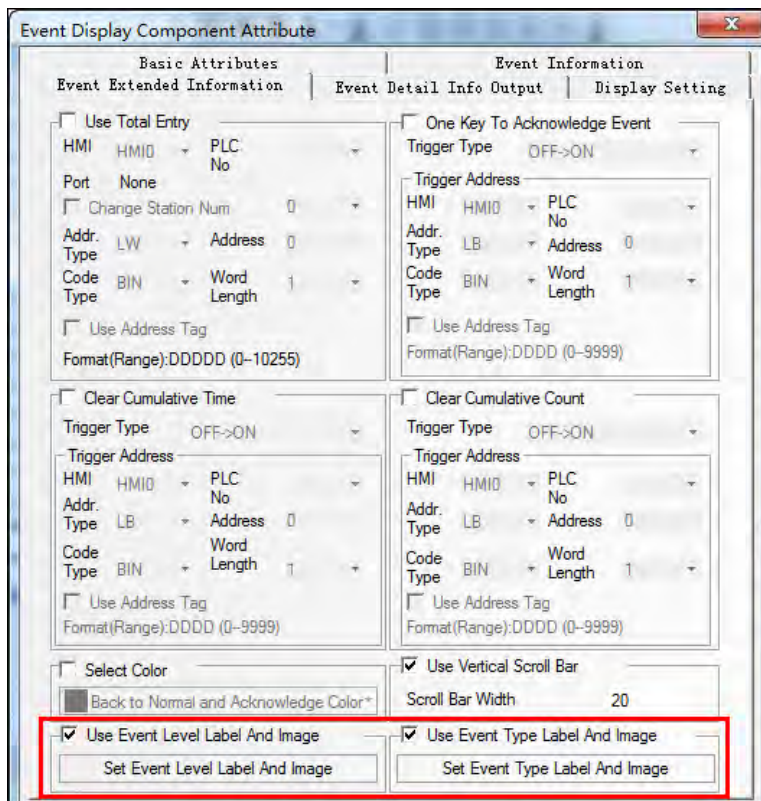 Event Display Component Attribute
Basic Attributes
Event Information
Event Extended Information
Event Detail Info Output
Display Setting
Use Total Entry
HMI HMI0 PLC No
Port None
Change Station Num 0
Addr. Type LW Address 0
Code Type BIN Word Length 1
Use Address Tag
Format(Range):DDDDD (0--10255)
One Key To Acknowledge Event
Trigger Type OFF->ON
Trigger Address
HMI HMI0 PLC No
Addr. Type LB Address 0
Code Type BIN Word Length 1
Use Address Tag
Format(Range):DDDD (0--9999)
Clear Cumulative Time
Trigger Type OFF->ON
Trigger Address
HMI HMI0 PLC No
Addr. Type LB Address 0
Code Type BIN Word Length 1
Use Address Tag
Format(Range):DDDD (0--9999)
Clear Cumulative Count
Trigger Type OFF->ON
Trigger Address
HMI HMI0 PLC No
Addr. Type LB Address 0
Code Type BIN Word Length 1
Use Address Tag
Format(Range):DDDD (0--9999)
Select Color
Back to Normal and Acknowledge Color
Use Vertical Scroll Bar
Scroll Bar Width 20
Use Event Level Label And Image
Set Event Level Label And Image
Use Event Type Label And Image
Set Event Type Label And Image